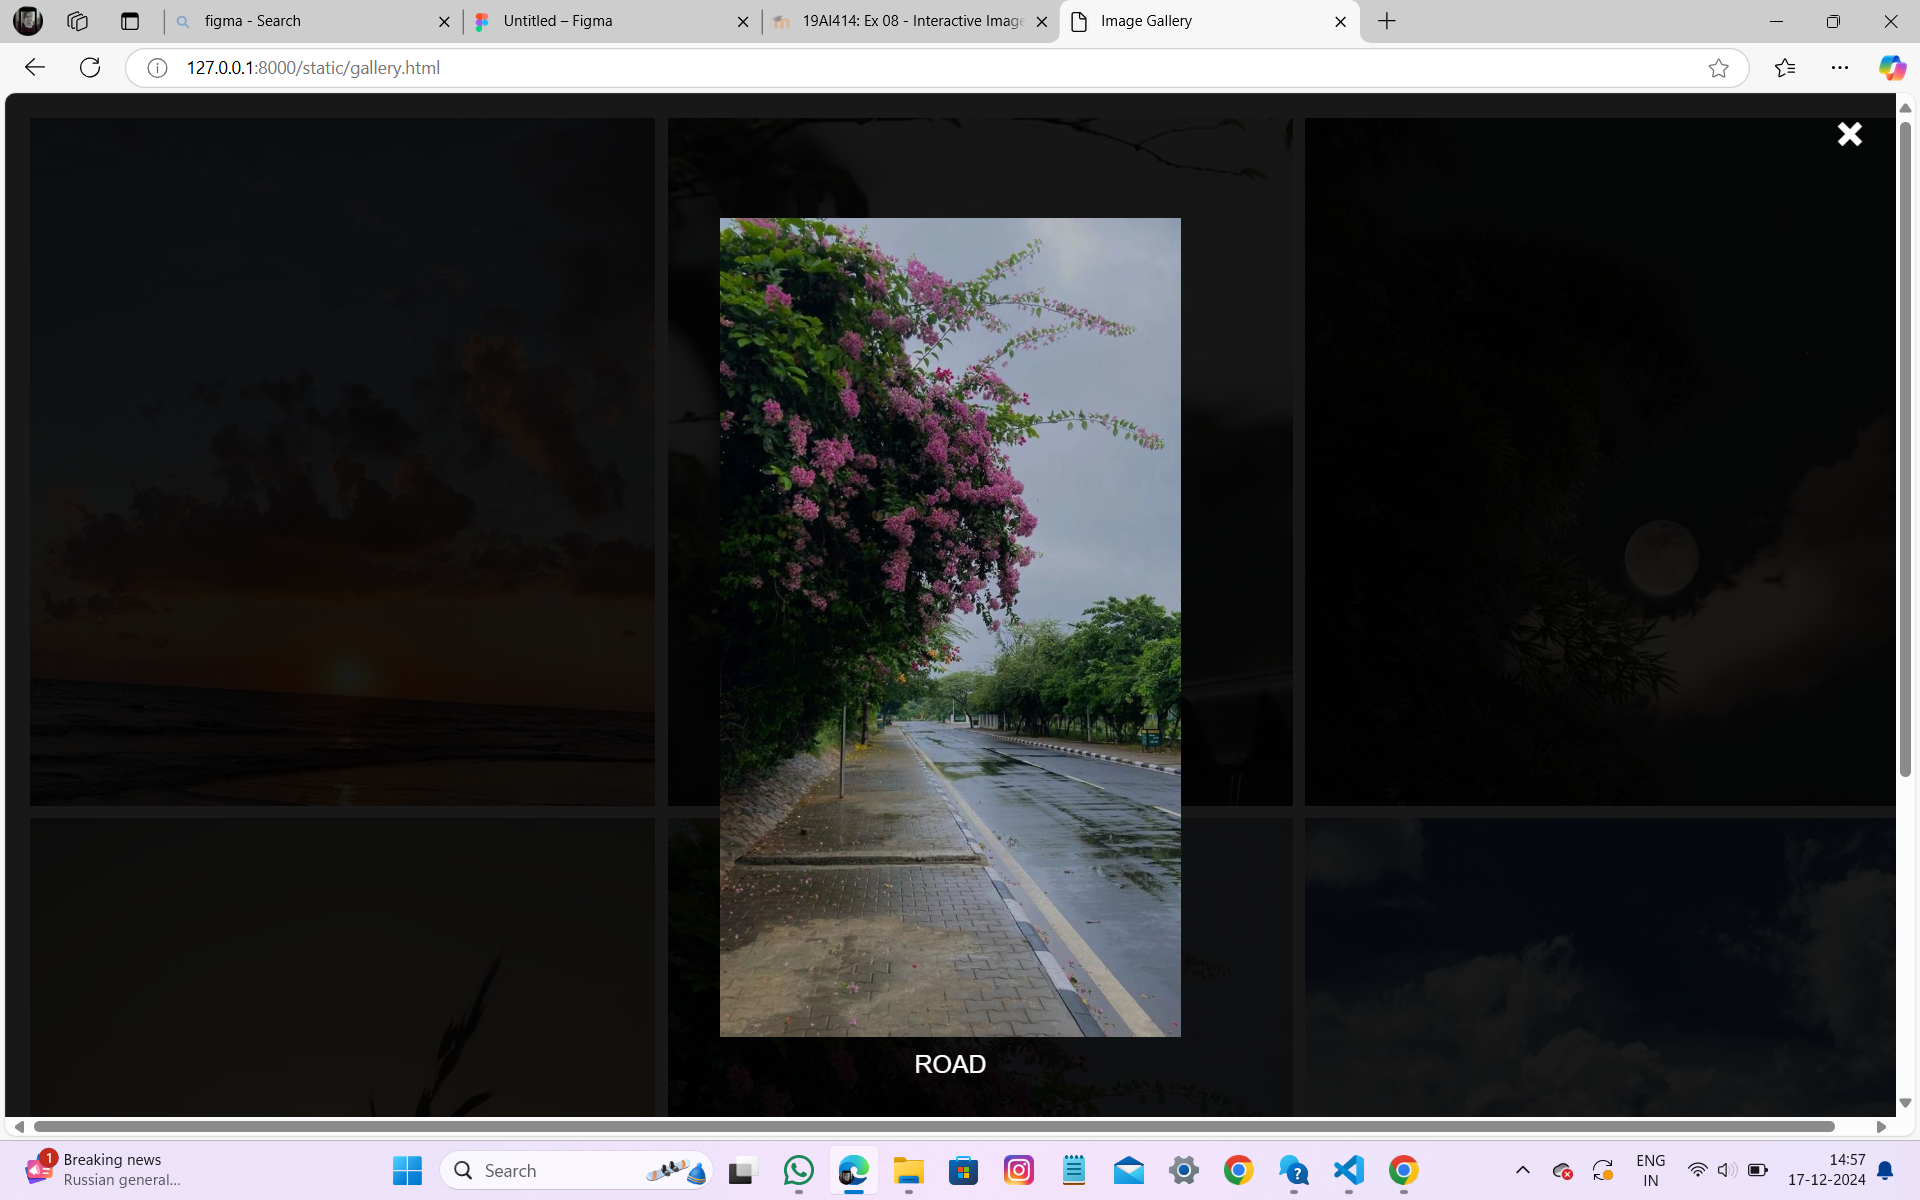 figma - Search
Untitled – Figma
19AI414: Ex 08 - Interactive Image
Image Gallery
127.0.0.1:8000/static/gallery.html
ROAD
1
Breaking news
Russian general...
Search
ENG
IN
14:57
17-12-2024